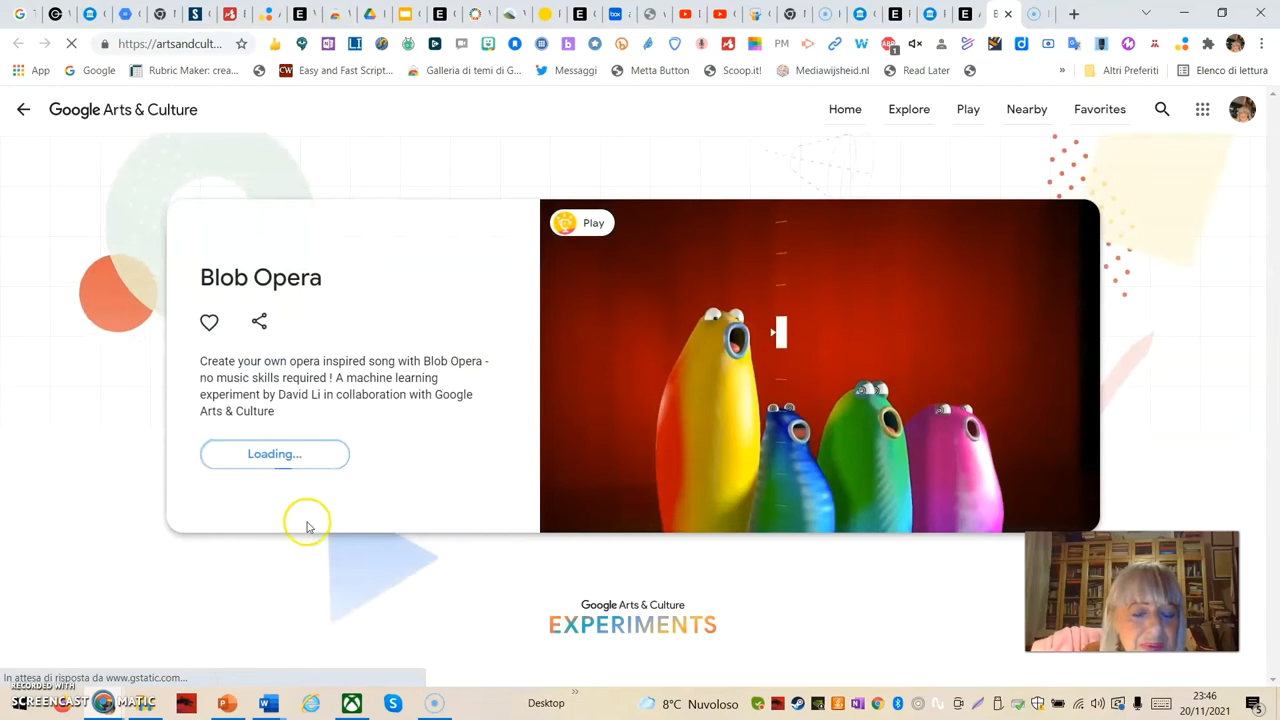 https://artsandcult...
PM
1
App
Google
Rubric Maker: crea...
CW
Easy and Fast Script...
Galleria di temi di G...
Messaggi
Metta Button
Scoop.it!
Mediawijsheid.nl
Read Later
»
Altri Preferiti
Elenco di lettura
Google Arts & Culture
Home
Explore
Play
Nearby
Favorites
Play
Blob Opera
Create your own opera inspired song with Blob Opera -
no music skills required ! A machine learning
experiment by David Li in collaboration with Google
Arts & Culture
Loading...
Google Arts & Culture
EXPERIMENTS
In attesa di risposta da www.gstatic.com...
RECORDED WITH
SCREENCAST MATIC
Desktop
»
8°C Nuvoloso
23:46
20/11/2021
5